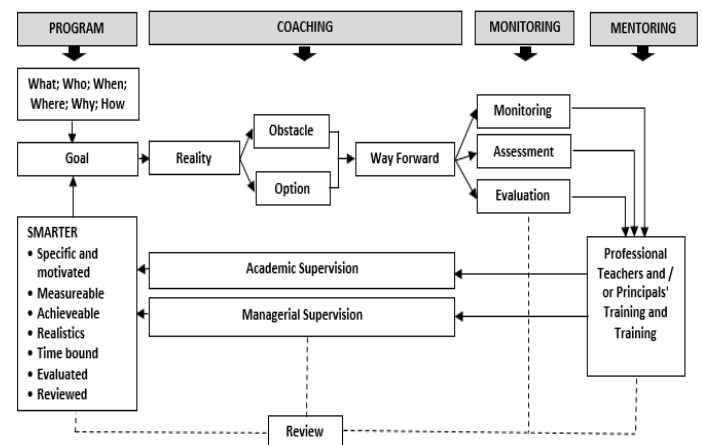 PROGRAM
COACHING
MONITORING
MENTORING
What; Who; When;
Where; Why; How
Goal
Reality
Obstacle
Option
Way Forward
Monitoring
Assessment
Evaluation
SMARTER
• Specific and
motivated
• Measureable
• Achieveable
• Realistics
• Time bound
• Evaluated
• Reviewed
Academic Supervision
Managerial Supervision
Professional
Teachers and /
or Principals'
Training and
Training
Review